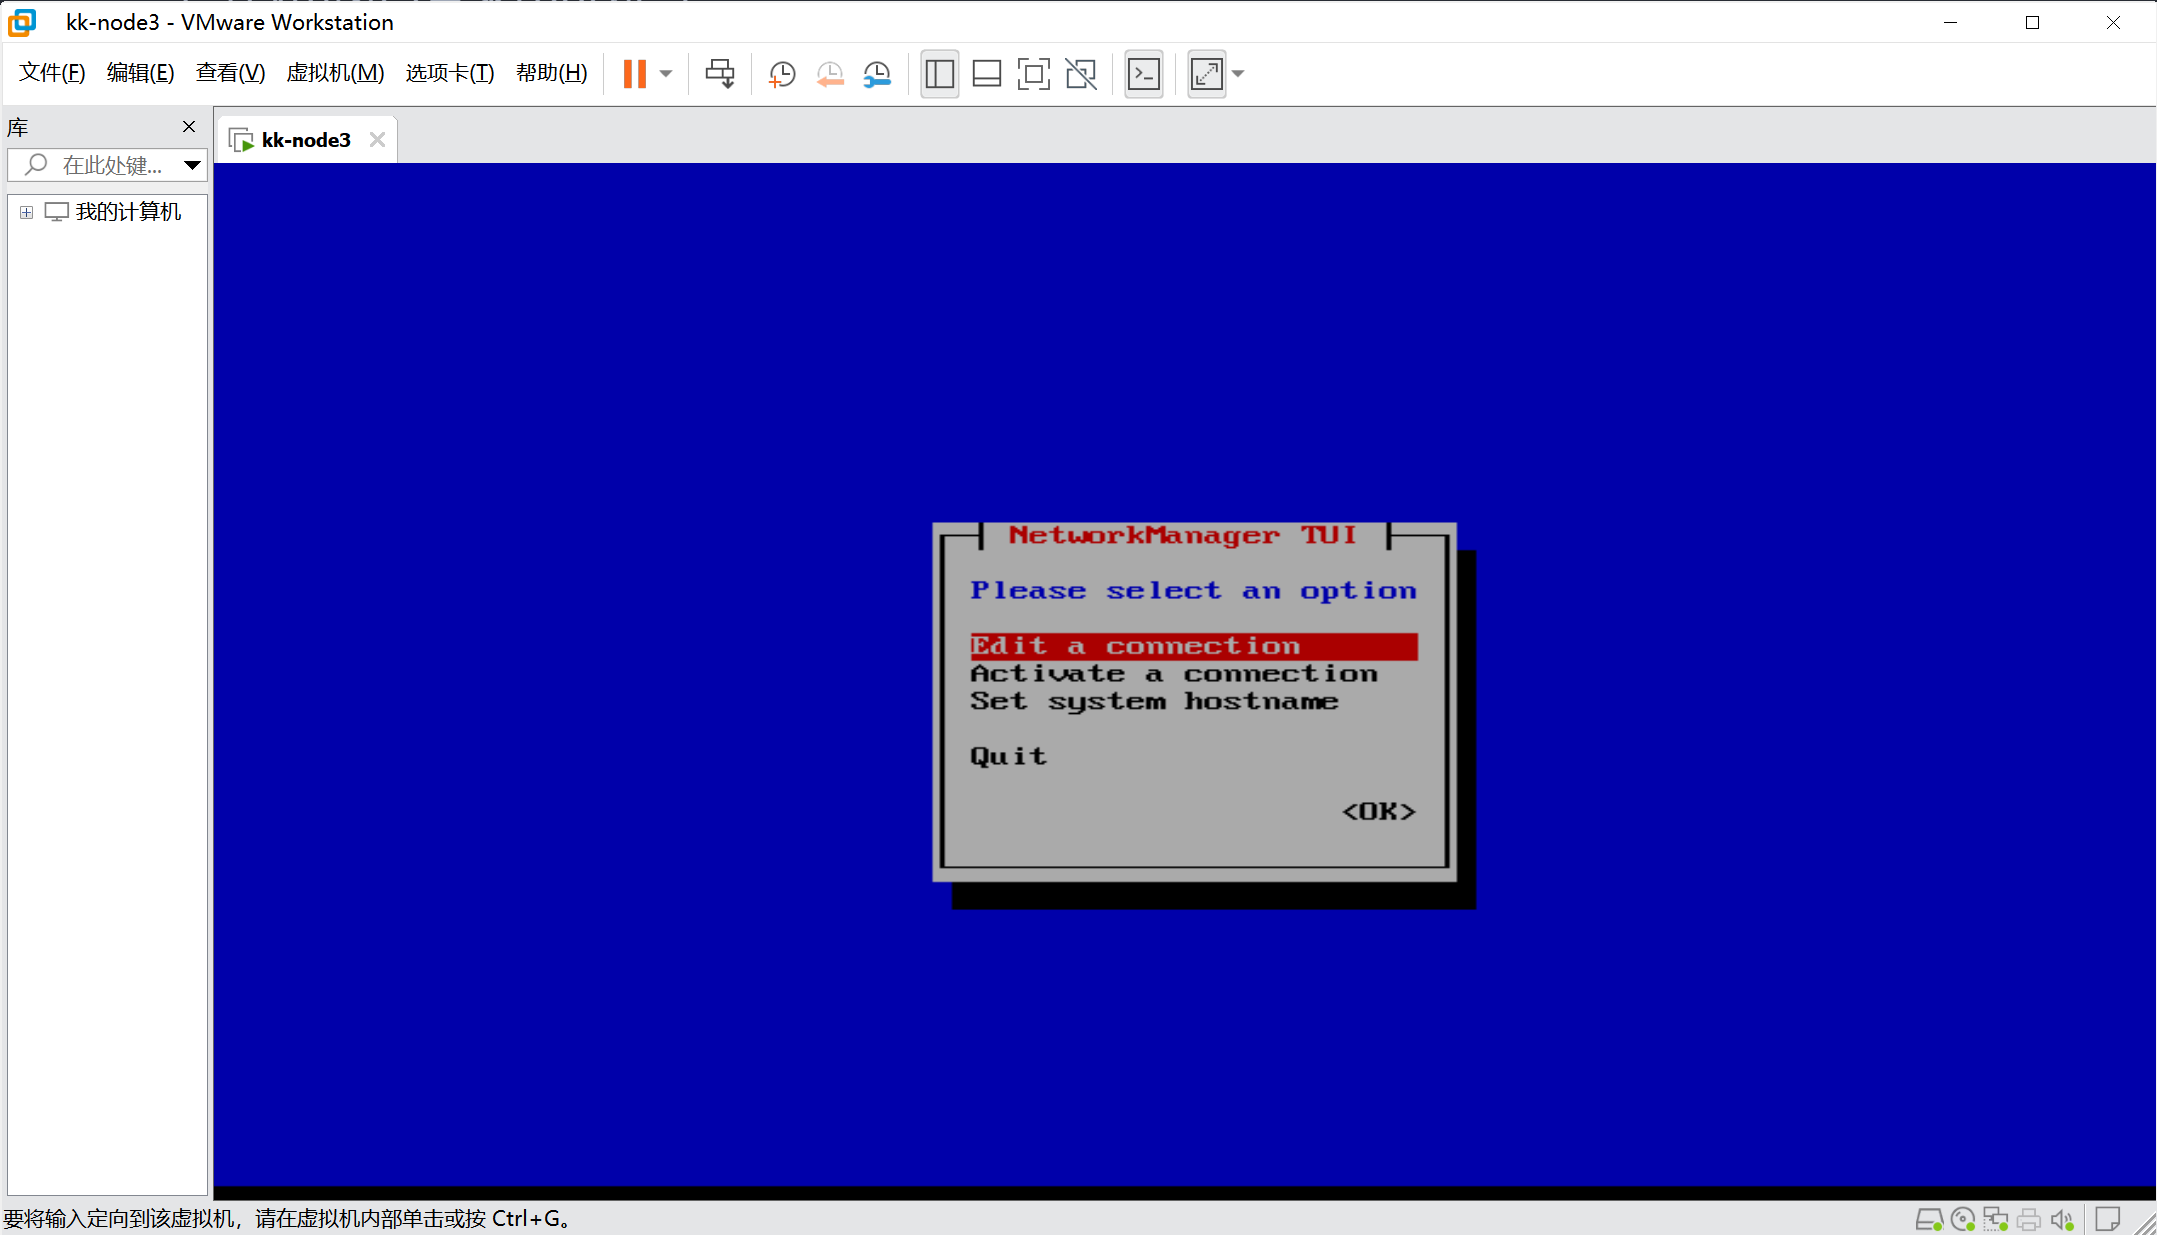 kk-node3 - VMware Workstation
文件(F) 编辑(E) 查看(V) 虚拟机(M) 选项卡(T) 帮助(H)
库
kk-node3
在此处键...
我的计算机
NetworkManager TUI
Please select an option
Edit a connection
Activate a connection
Set system hostname
Quit
<OK>
要将输入定向到该虚拟机，请在虚拟机内部单击或按 Ctrl+G。